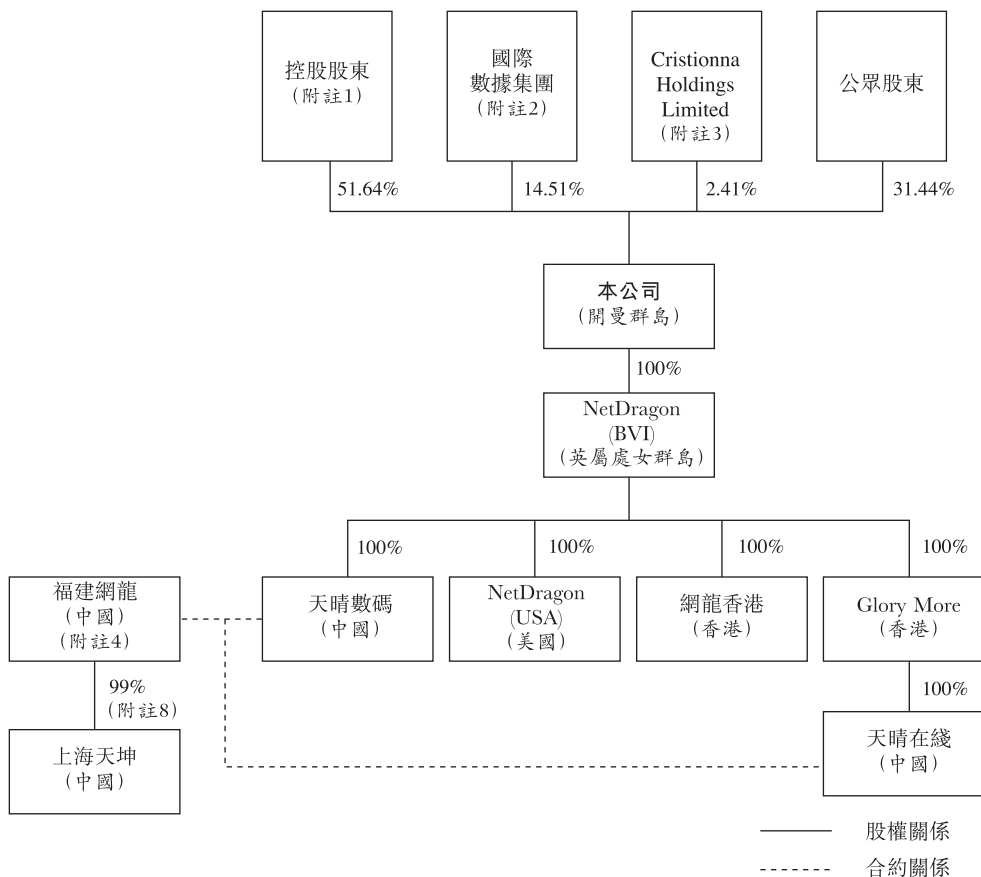 控股股東
(附註1)
國際
數據集團
(附註2)
Cristionna
Holdings
Limited
(附註3)
公眾股東
51.64%
14.51%
2.41%
31.44%
本公司
(開曼群島)
100%
NetDragon
(BVI)
(英屬處女群島)
100%
100%
100%
100%
福建網龍
(中國)
(附註4)
天晴數碼
(中國)
NetDragon
(USA)
(美國)
網龍香港
(香港)
Glory More
(香港)
99%
(附註8)
100%
上海天坤
(中國)
天晴在綫
(中國)
股權關係
合約關係